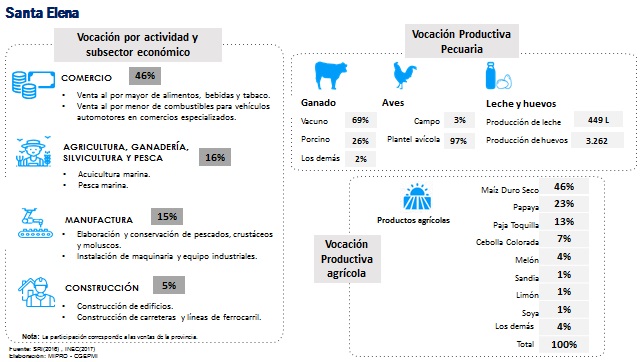 Santa Elena
Vocación por actividad y
subsector económico
COMERCIO
46%
• Venta al por mayor de alimentos, bebidas y tabaco.
• Venta al por menor de combustibles para vehículos
automotores en comercios especializados.
AGRICULTURA, GANADERÍA,
SILVICULTURA Y PESCA
16%
• Acuicultura marina.
• Pesca marina.
MANUFACTURA
15%
• Elaboración y conservación de pescados, crustáceos
y moluscos.
• Instalación de maquinaria y equipo industriales.
CONSTRUCCIÓN
5%
• Construcción de edificios.
• Construcción de carreteras y líneas de ferrocarril.
Nota: La participación corresponde a las ventas de la provincia.
Fuente: SRI(2016) , INEC(2017)
Elaboración: MIPRO - CGEPMI
Vocación Productiva
Pecuaria
Ganado
Vacuno 69%
Porcino 26%
Los demás 2%
Aves
Campo 3%
Plantel avícola 97%
Leche y huevos
Producción de leche 449 L
Producción de huevos 3.262
Vocación
Productiva
agrícola
Productos agrícolas
Maíz Duro Seco 46%
Papaya 23%
Paja Toquilla 13%
Cebolla Colorada 7%
Melón 4%
Sandia 1%
Limón 1%
Soya 1%
Los demás 4%
Total 100%